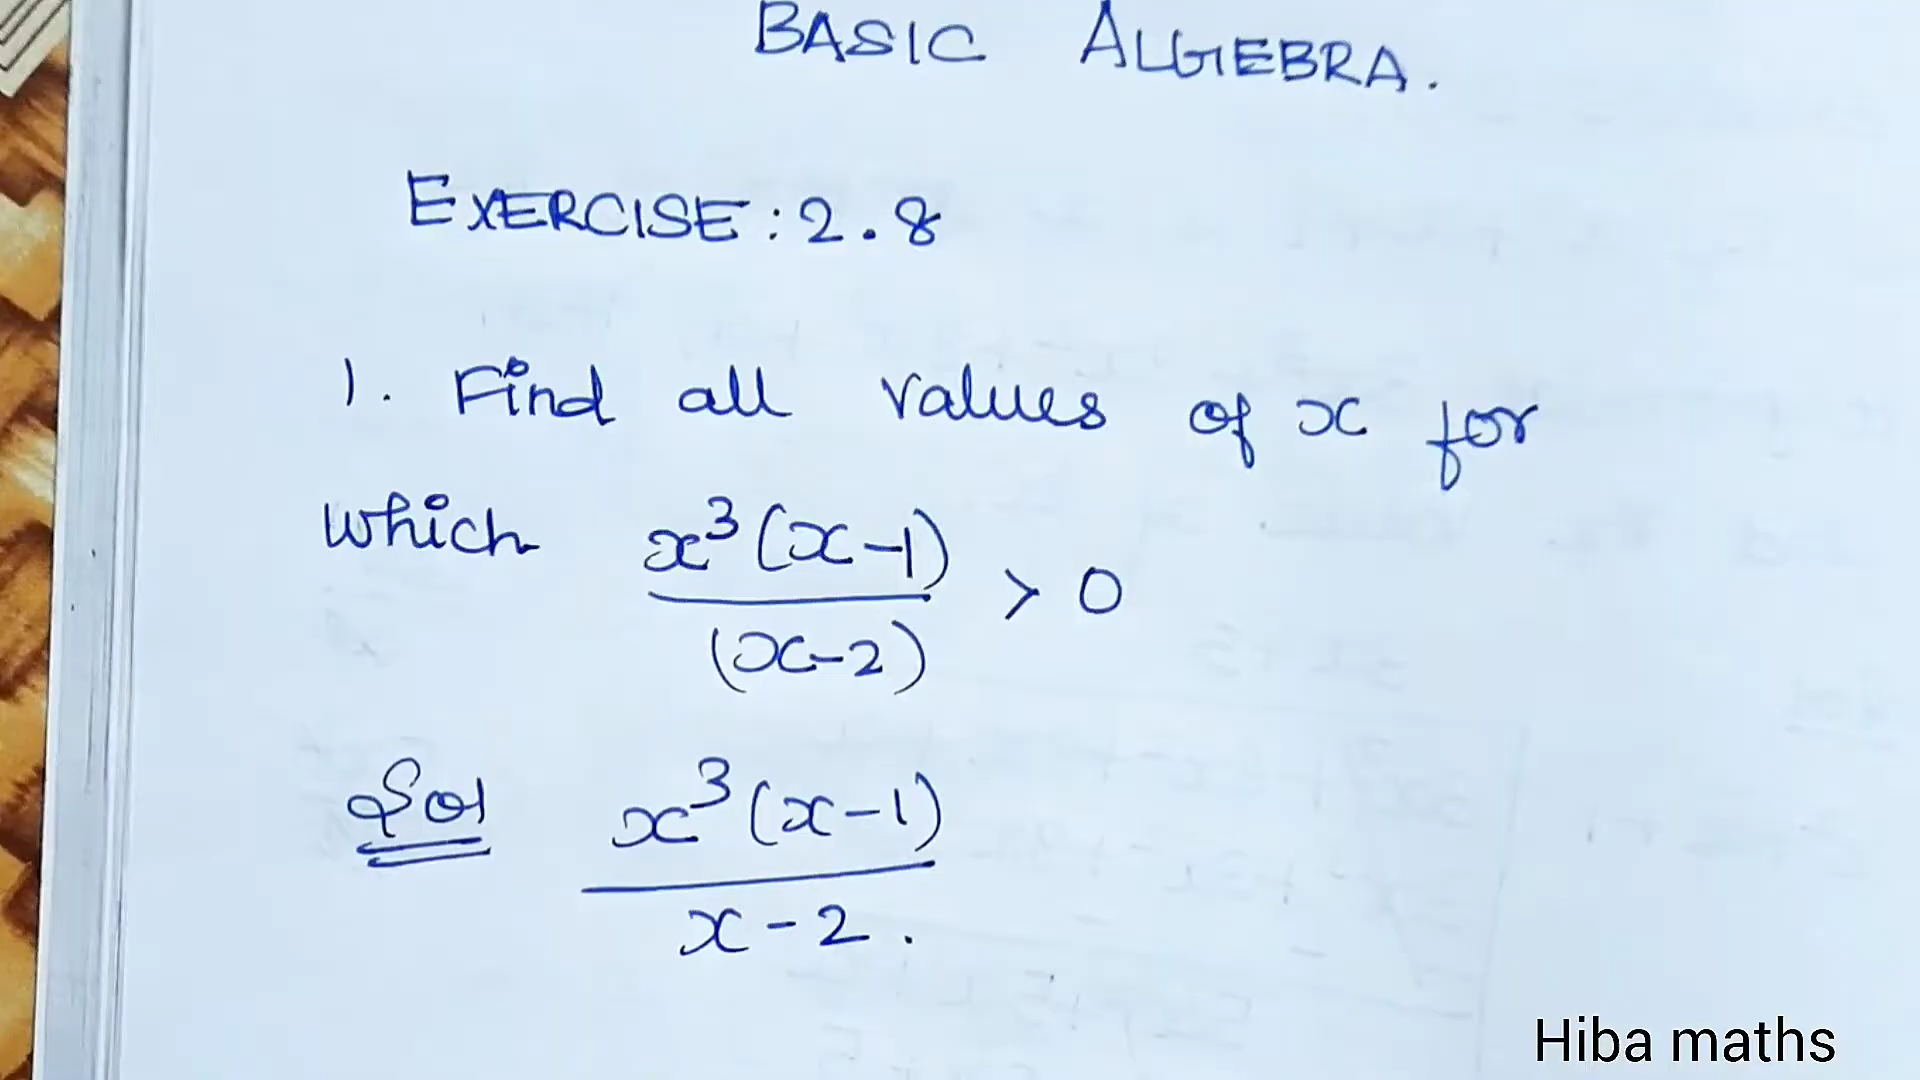 BASIC ALGEBRA.
EXERCISE: 2.8
1. Find all values of x for
which x³(x-1)/(x-2) > 0
Sol x³(x-1)/x-2.
Hiba maths